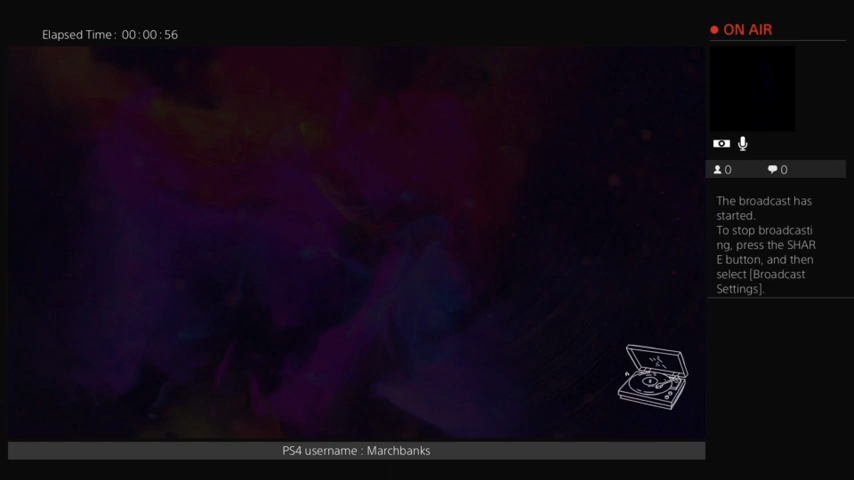 Elapsed Time : 00:00:56
ON AIR
0
0
The broadcast has
started.
To stop broadcasti
ng, press the SHAR
E button, and then
select [Broadcast
Settings].
PS4 username : Marchbanks